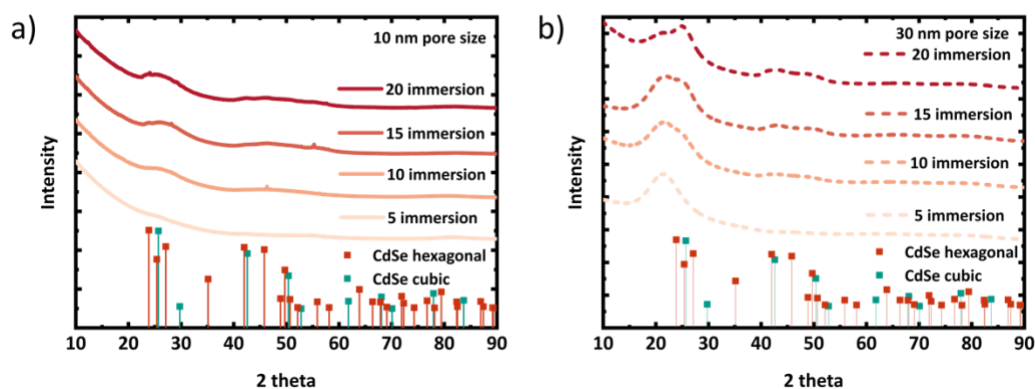 a)
10 nm pore size
20 immersion
15 immersion
10 immersion
5 immersion
CdSe hexagonal
CdSe cubic
Intensity
10 20 30 40 50 60 70 80 90
2 theta
b)
30 nm pore size
20 immersion
15 immersion
10 immersion
5 immersion
CdSe hexagonal
CdSe cubic
Intensity
10 20 30 40 50 60 70 80 90
2 theta